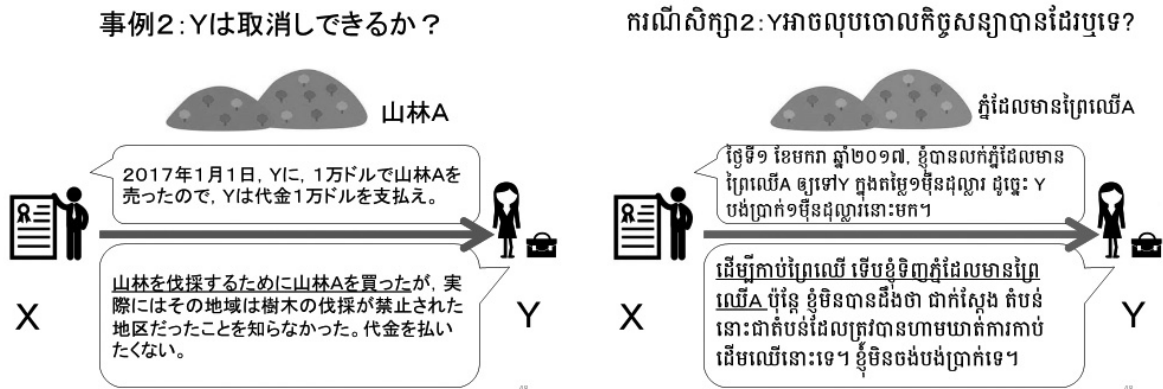 事例２：Yは取消しできるか？
山林A
２０１７年１月１日，Yに，１万ドルで山林Aを
売ったので，Yは代金１万ドルを支払え。
山林を伐採するために山林Aを買ったが，実
際にはその地域は樹木の伐採が禁止された
地区だったことを知らなかった。代金を払い
たくない。
X
Y
ករណីសិក្សា2：Yអាចលុបចោលកិច្ចសន្យាបានដែរឬទេ?
ភ្នំដែលមានព្រៃឈើA
ថ្ងៃទី១ ខែមករា ឆ្នាំ២០១៧, ខ្ញុំបានលក់ភ្នំដែលមាន
ព្រៃឈើA ឲ្យទៅY ក្នុងតម្លៃ១ម៉ឺនដុល្លារ ដូច្នេះ Y
បង់ប្រាក់១ម៉ឺនដុល្លារនោះមក។
ដើម្បីកាប់ព្រៃឈើ ទើបខ្ញុំទិញភ្នំដែលមានព្រៃ
ឈើA ប៉ុន្តែ ខ្ញុំមិនបានដឹងថា ជាក់ស្តែង តំបន់
នោះជាតំបន់ដែលត្រូវបានហាមឃាត់ការកាប់
ដើមឈើនោះទេ។ ខ្ញុំមិនចង់បង់ប្រាក់ទេ។
X
Y